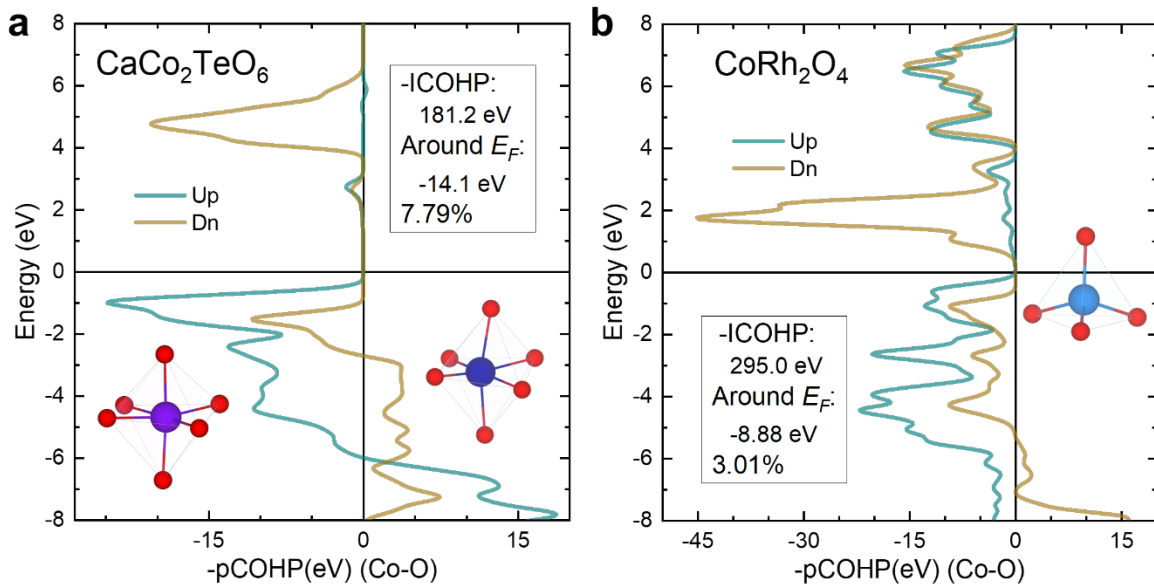 a
CaCo₂TeO₆
-ICOHP:
181.2 eV
Around E_F:
-14.1 eV
7.79%
Up
Dn
8
6
4
2
0
-2
-4
-6
-8
Energy (eV)
-15
0
15
-pCOHP(eV) (Co-O)
b
CoRh₂O₄
Up
Dn
-ICOHP:
295.0 eV
Around E_F:
-8.88 eV
3.01%
8
6
4
2
0
-2
-4
-6
-8
Energy (eV)
-45
-30
-15
0
15
-pCOHP(eV) (Co-O)